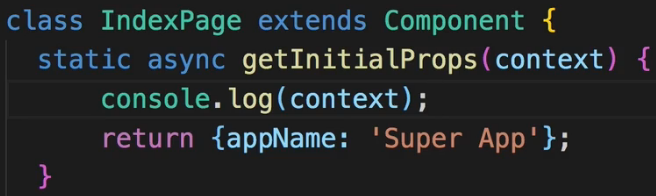 class IndexPage extends Component {
static async getInitialProps(context) {
console.log(context);
return {appName: 'Super App'};
}